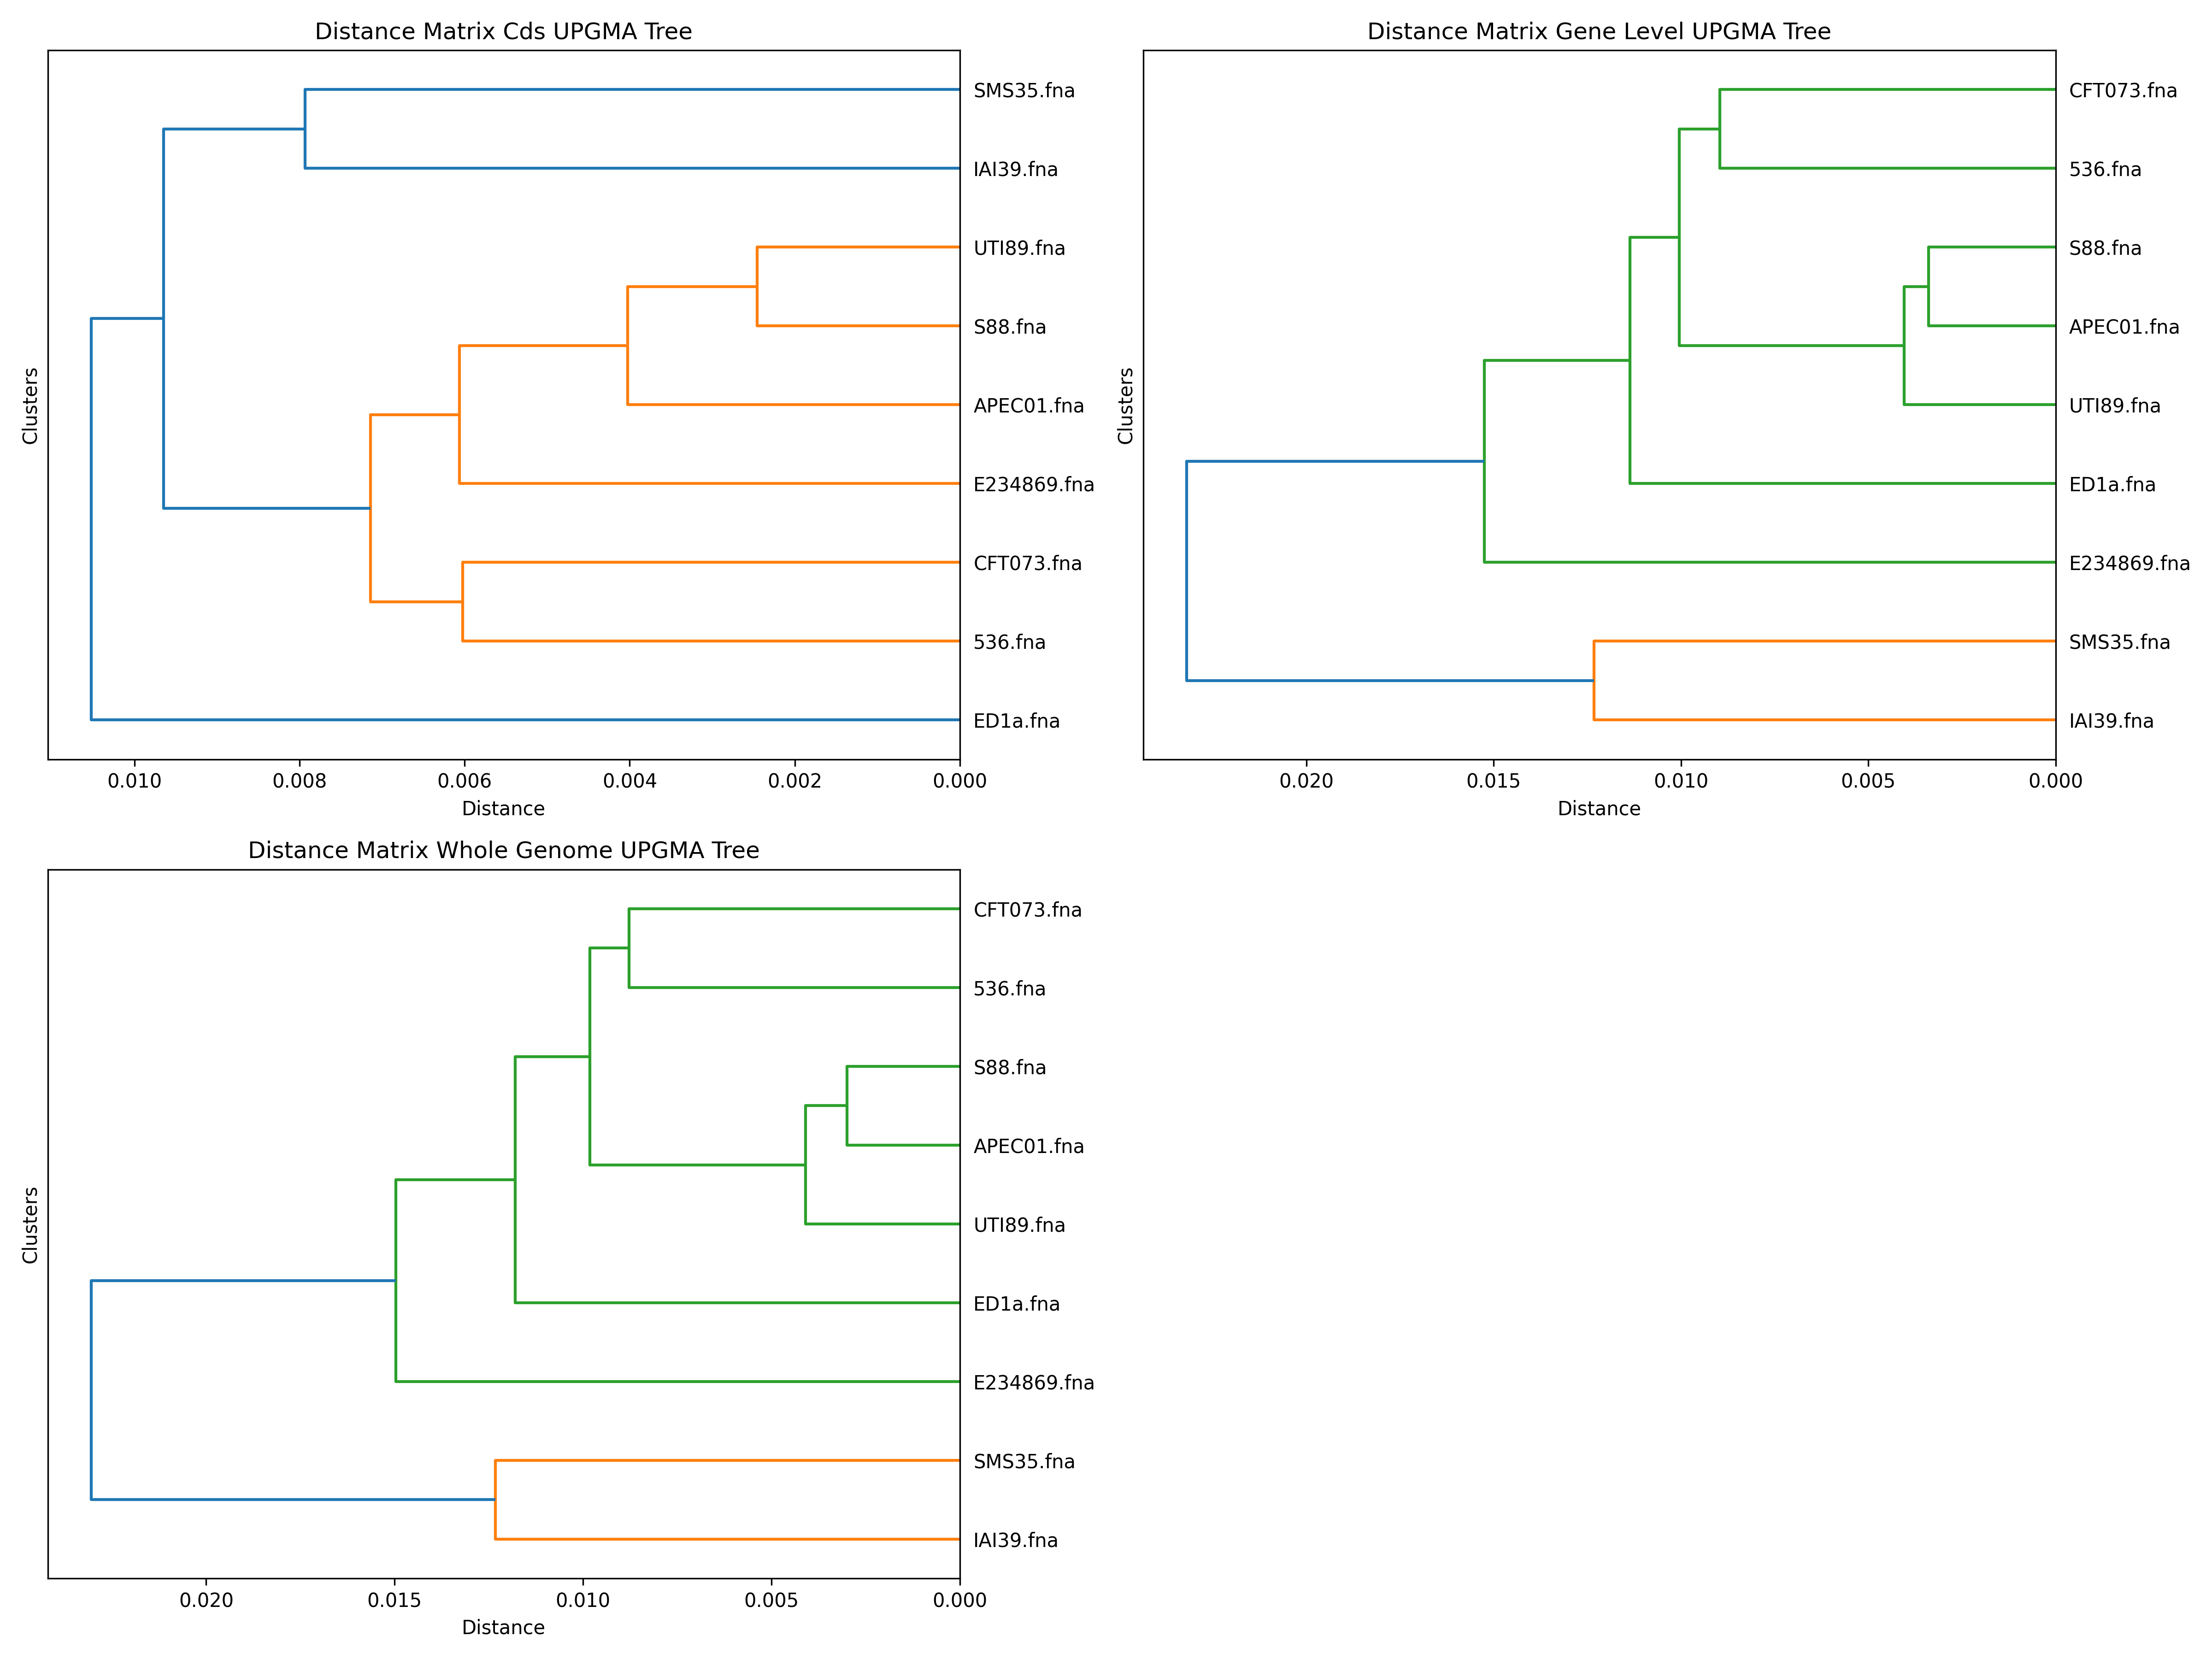 Distance Matrix Cds UPGMA Tree
SMS35.fna
IAI39.fna
UTI89.fna
S88.fna
APEC01.fna
E234869.fna
CFT073.fna
536.fna
ED1a.fna
Clusters
0.010 0.008 0.006 0.004 0.002 0.000
Distance
Distance Matrix Gene Level UPGMA Tree
CFT073.fna
536.fna
S88.fna
APEC01.fna
UTI89.fna
ED1a.fna
E234869.fna
SMS35.fna
IAI39.fna
Clusters
0.020 0.015 0.010 0.005 0.000
Distance
Distance Matrix Whole Genome UPGMA Tree
CFT073.fna
536.fna
S88.fna
APEC01.fna
UTI89.fna
ED1a.fna
E234869.fna
SMS35.fna
IAI39.fna
Clusters
0.020 0.015 0.010 0.005 0.000
Distance